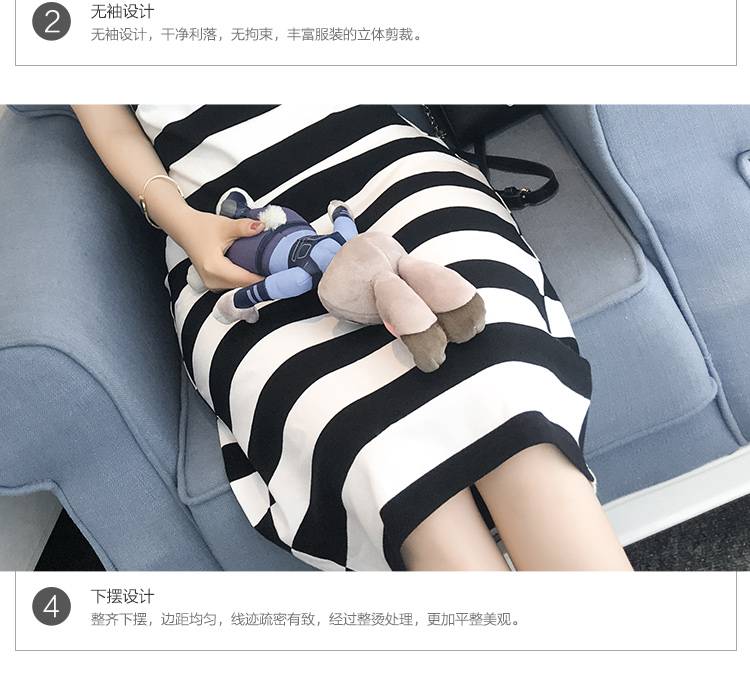 2
无袖设计
无袖设计，干净利落，无拘束，丰富服装的立体剪裁。
4
下摆设计
整齐下摆，边距均匀，线迹疏密有致，经过整烫处理，更加平整美观。